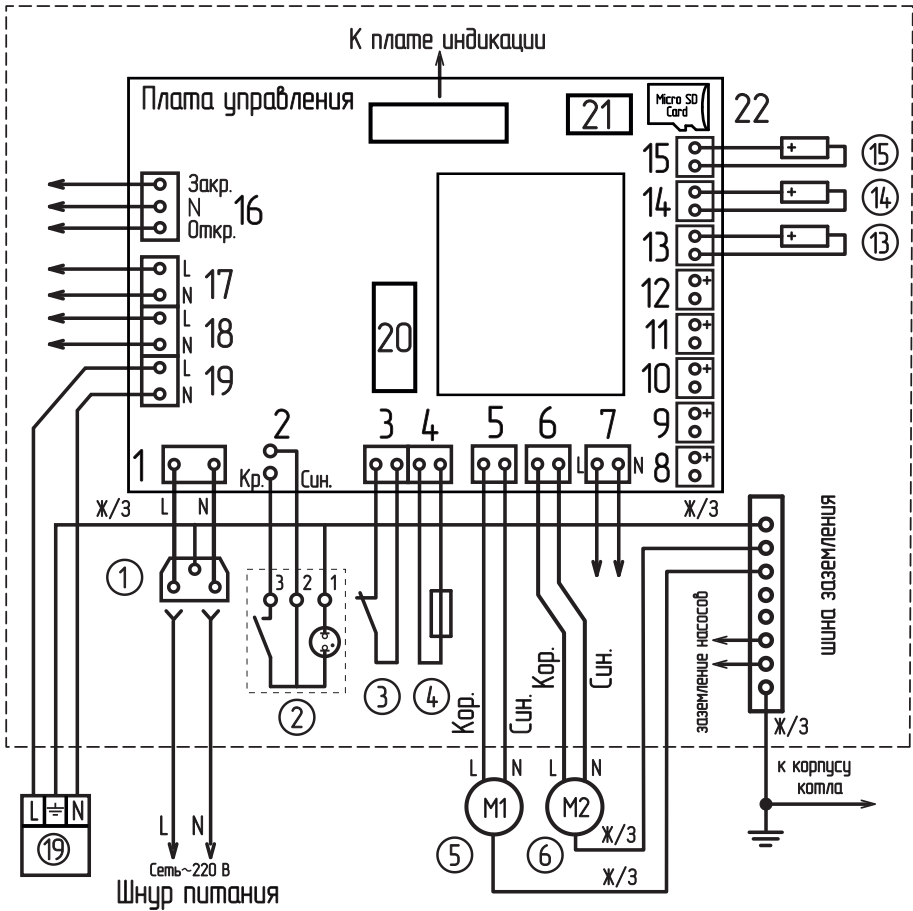 К плате индикации
Плата управления
21
Micro SD
Card
22
15
15
14
14
13
13
12
11
10
9
8
+
+
+
+
+
+
+
+
Закр.
N
Откр.
16
L
N
17
L
N
18
L
N
19
20
1
2
Кр.
Син.
3
4
5
6
7
L
N
Ж/З
L
N
Ж/З
1
3
2
1
2
3
4
Кор.
Син.
Кор.
Син.
заземление насосов
шина заземления
Ж/З
к корпусу
котла
L
N
L
N
M1
M2
5
6
Ж/З
Ж/З
L
N
19
L
N
Сеть~220 В
Шнур питания